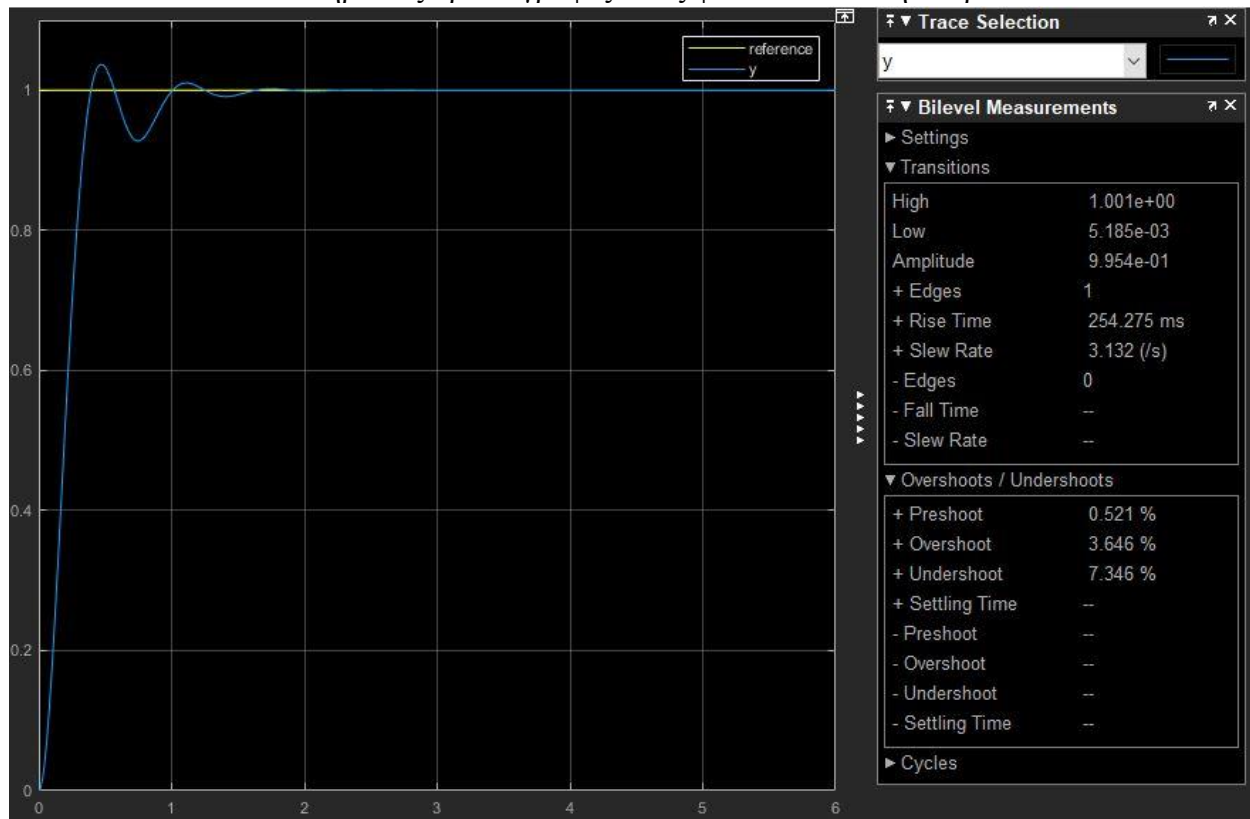 reference
y
1
0.8
0.6
0.4
0.2
0
0
1
2
3
4
5
6
Trace Selection
y
Bilevel Measurements
Settings
Transitions
High 1.001e+00
Low 5.185e-03
Amplitude 9.954e-01
+ Edges 1
+ Rise Time 254.275 ms
+ Slew Rate 3.132 (/s)
- Edges 0
- Fall Time --
- Slew Rate --
Overshoots / Undershoots
+ Preshoot 0.521 %
+ Overshoot 3.646 %
+ Undershoot 7.346 %
+ Settling Time --
- Preshoot --
- Overshoot --
- Undershoot --
- Settling Time --
Cycles